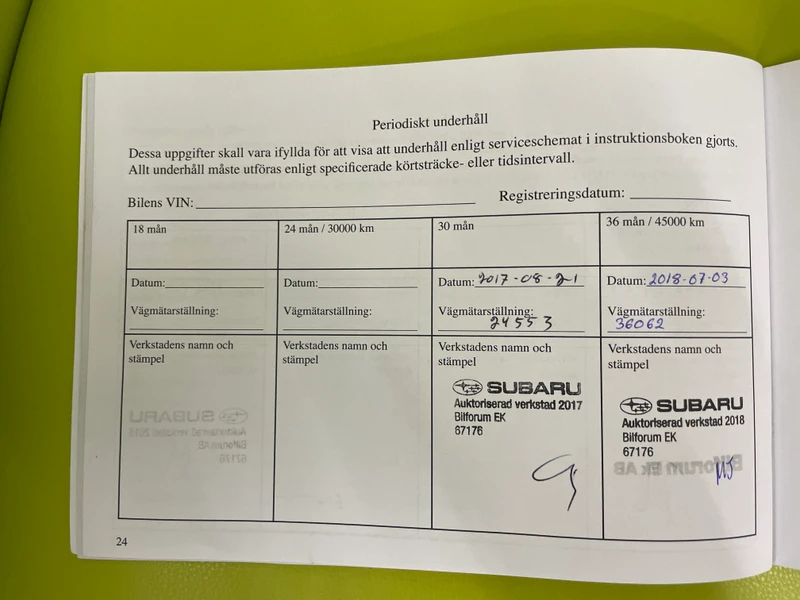 Periodiskt underhåll
Dessa uppgifter skall vara ifyllda för att visa att underhåll enligt serviceschemat i instruktionsboken gjorts.
Allt underhåll måste utföras enligt specificerade körtsträcke- eller tidsintervall.
Bilens VIN:
Registreringsdatum:
18 mån
24 mån / 30000 km
30 mån
36 mån / 45000 km
Datum:
Datum:
Datum: 2017-08-21
Datum: 2018-07-03
Vägmätarställning:
Vägmätarställning:
Vägmätarställning:
24553
Vägmätarställning:
36062
Verkstadens namn och
stämpel
Verkstadens namn och
stämpel
Verkstadens namn och
stämpel
SUBARU
Auktoriserad verkstad 2017
Bilforum EK
67176
Verkstadens namn och
stämpel
SUBARU
Auktoriserad verkstad 2018
Bilforum EK
67176
24